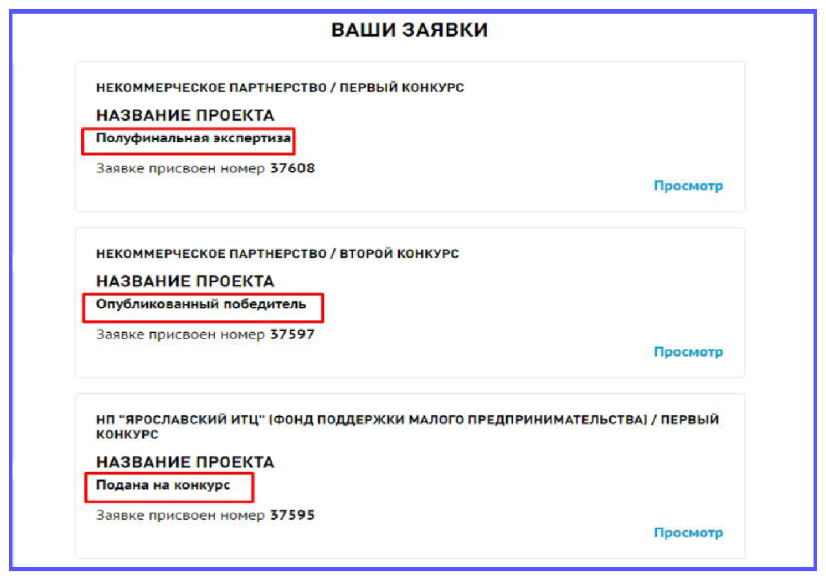 ВАШИ ЗАЯВКИ
НЕКОММЕРЧЕСКОЕ ПАРТНЕРСТВО / ПЕРВЫЙ КОНКУРС
НАЗВАНИЕ ПРОЕКТА
Полуфинальная экспертиза
Заявке присвоен номер 37608
Просмотр
НЕКОММЕРЧЕСКОЕ ПАРТНЕРСТВО / ВТОРОЙ КОНКУРС
НАЗВАНИЕ ПРОЕКТА
Опубликованный победитель
Заявке присвоен номер 37597
Просмотр
НП "ЯРОСЛАВСКИЙ ИТЦ" (ФОНД ПОДДЕРЖКИ МАЛОГО ПРЕДПРИНИМАТЕЛЬСТВА) / ПЕРВЫЙ
КОНКУРС
НАЗВАНИЕ ПРОЕКТА
Подана на конкурс
Заявке присвоен номер 37595
Просмотр